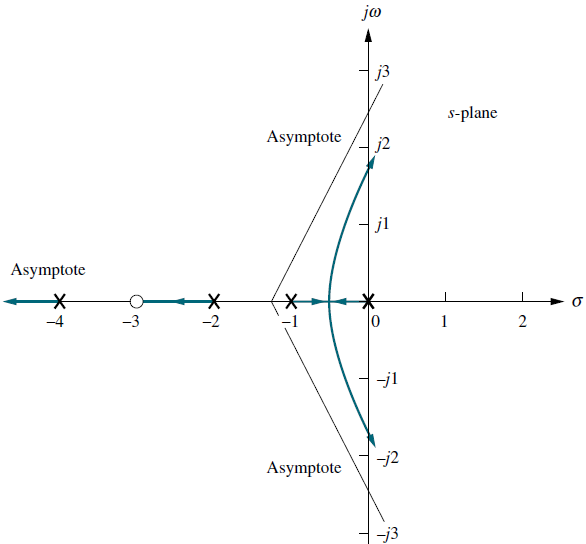 jω
j3
s-plane
Asymptote
j2
j1
Asymptote
σ
–4
–3
–2
–1
0
1
2
–j1
–j2
Asymptote
–j3